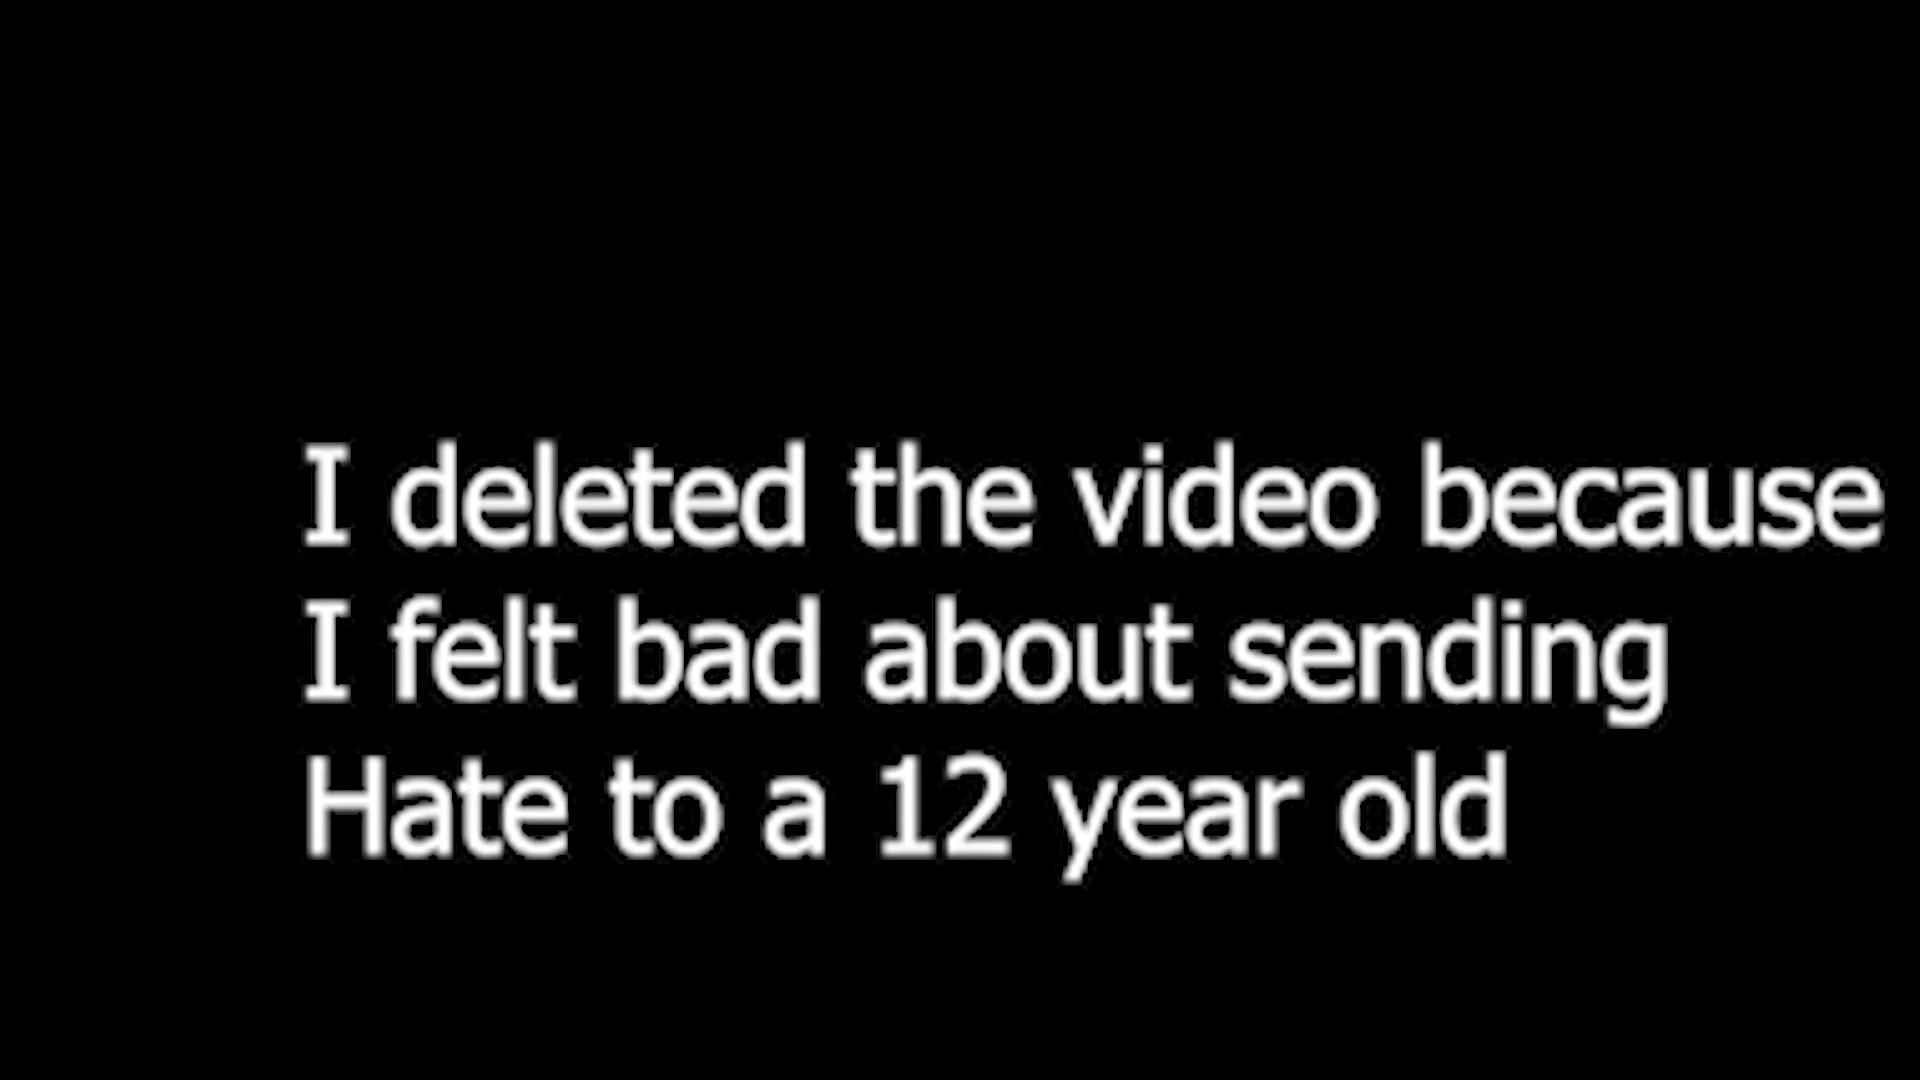 I deleted the video because
I felt bad about sending
Hate to a 12 year old